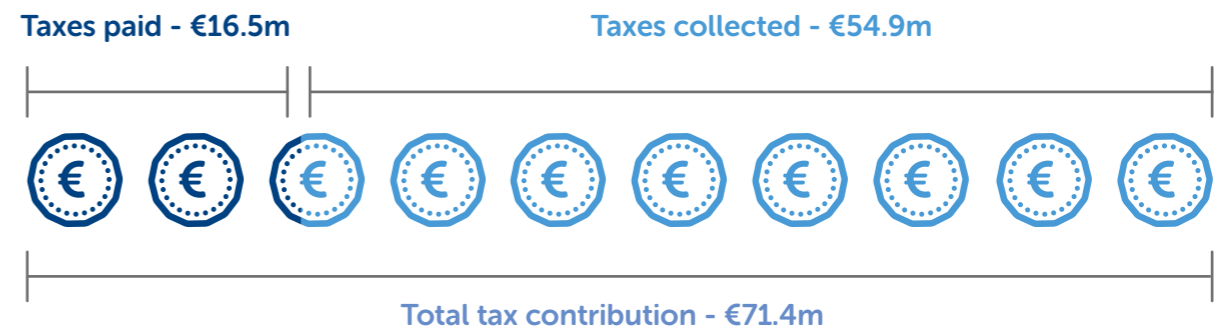 Taxes paid - €16.5m
Taxes collected - €54.9m
€ € € € € € € € € €
Total tax contribution - €71.4m